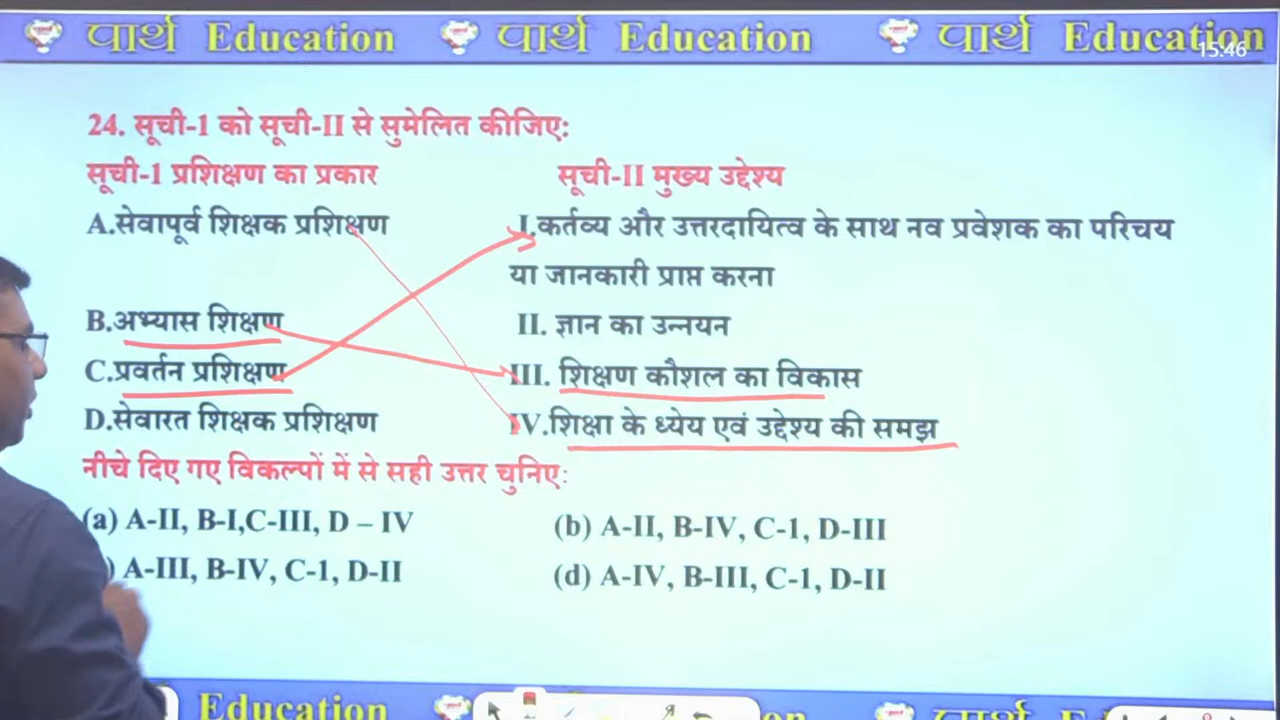 पार्थ Education पार्थ Education पार्थ Education
15:46
24. सूची-1 को सूची-II से सुमेलित कीजिए:
सूची-1 प्रशिक्षण का प्रकार सूची-II मुख्य उद्देश्य
A.सेवापूर्व शिक्षक प्रशिक्षण I.कर्तव्य और उत्तरदायित्व के साथ नव प्रवेशक का परिचय
या जानकारी प्राप्त करना
B.अभ्यास शिक्षण II. ज्ञान का उन्नयन
C.प्रवर्तन प्रशिक्षण III. शिक्षण कौशल का विकास
D.सेवारत शिक्षक प्रशिक्षण IV.शिक्षा के ध्येय एवं उद्देश्य की समझ
नीचे दिए गए विकल्पों में से सही उत्तर चुनिए:
(a) A-II, B-I,C-III, D – IV (b) A-II, B-IV, C-1, D-III
) A-III, B-IV, C-1, D-II (d) A-IV, B-III, C-1, D-II
Education